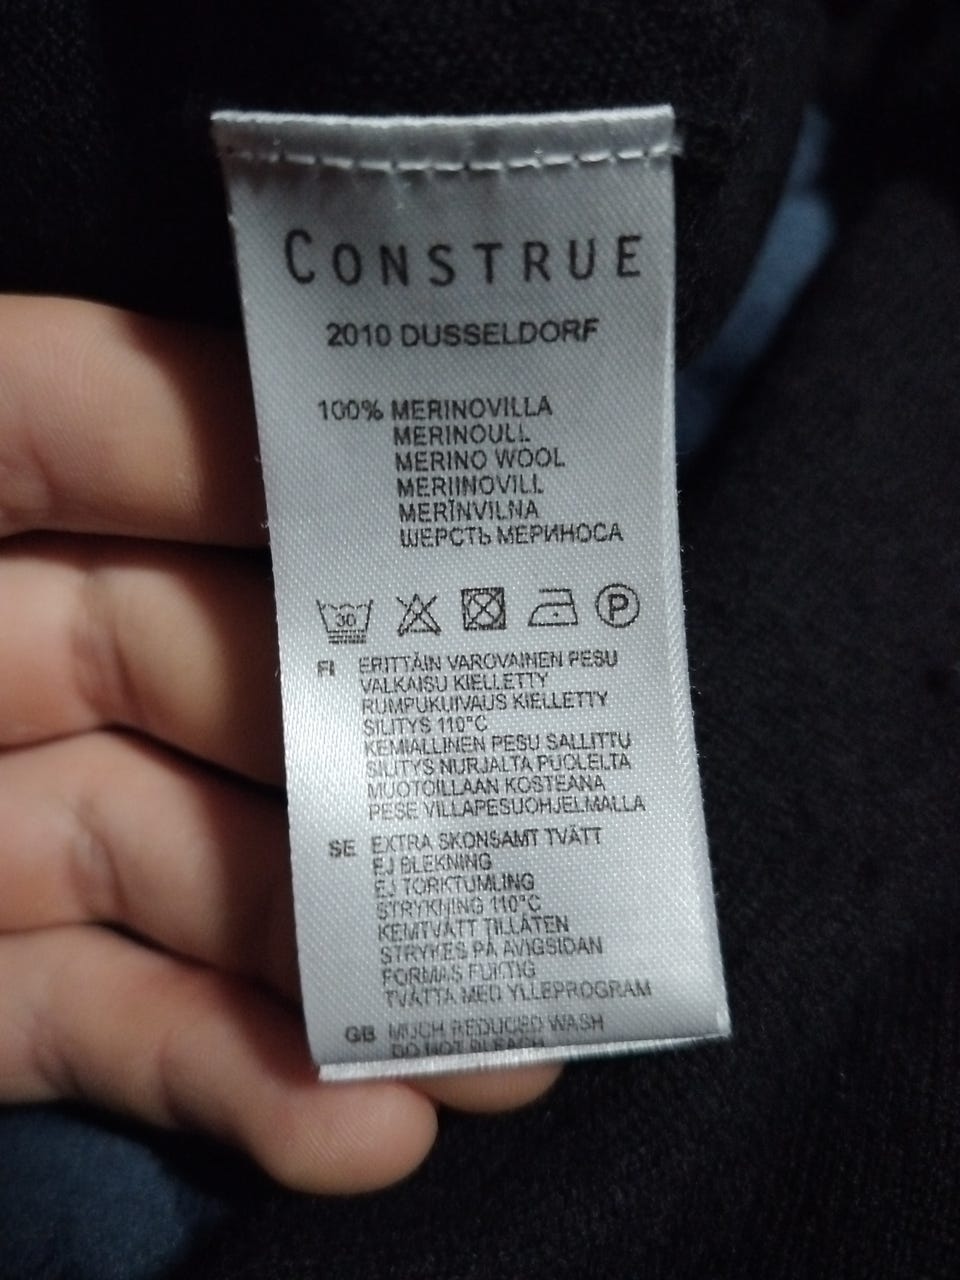 CONSTRUE
2010 DUSSELDORF
100% MERINOVILLA
MERINOULL
MERINO WOOL
MERIINOVILL
MERĪNVILNA
ШЕРСТЬ МЕРИНОСА
30 P
FI ERITTÄIN VAROVAINEN PESU
VALKAISU KIELLETTY
RUMPUKUIVAUS KIELLETTY
SILITYS 110°C
KEMIALLINEN PESU SALLITTU
SILITYS NURJALTA PUOLELTA
MUOTOILLAAN KOSTEANA
PESE VILLAPESUOHJELMALLA
SE EXTRA SKONSAMT TVÄTT
EJ BLEKNING
EJ TORKTUMLING
STRYKNING 110°C
KEMTVÄTT TILLÅTEN
STRYKES PÅ AVIGSIDAN
FORMAS FUKTIG
TVÄTTA MED YLLEPROGRAM
GB MUCH REDUCED WASH
DO NOT BLEACH